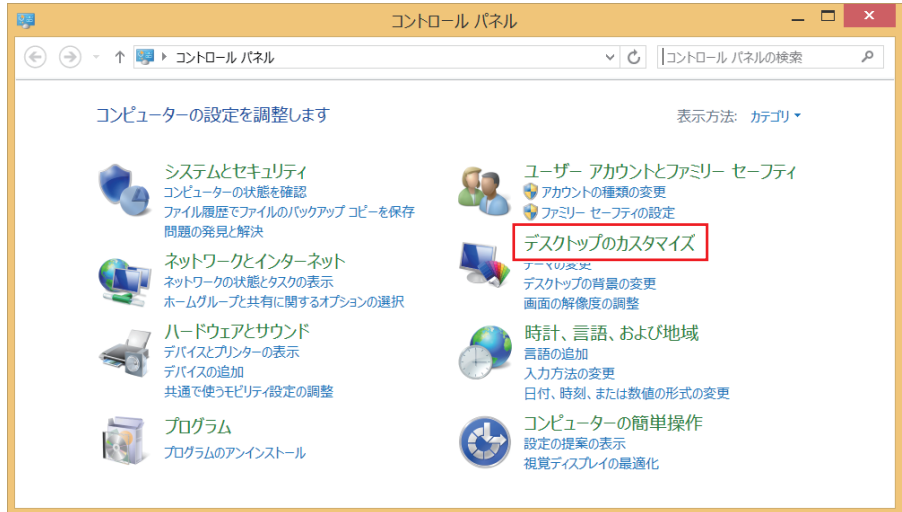 コントロール パネル
コントロール パネル
コントロール パネルの検索
コンピューターの設定を調整します
表示方法: カテゴリ
システムとセキュリティ
コンピューターの状態を確認
ファイル履歴でファイルのバックアップ コピーを保存
問題の発見と解決
ネットワークとインターネット
ネットワークの状態とタスクの表示
ホームグループと共有に関するオプションの選択
ハードウェアとサウンド
デバイスとプリンターの表示
デバイスの追加
共通で使うモビリティ設定の調整
プログラム
プログラムのアンインストール
ユーザー アカウントとファミリー セーフティ
アカウントの種類の変更
ファミリー セーフティの設定
デスクトップのカスタマイズ
テーマの変更
デスクトップの背景の変更
画面の解像度の調整
時計、言語、および地域
言語の追加
入力方法の変更
日付、時刻、または数値の形式の変更
コンピューターの簡単操作
設定の提案の表示
視覚ディスプレイの最適化